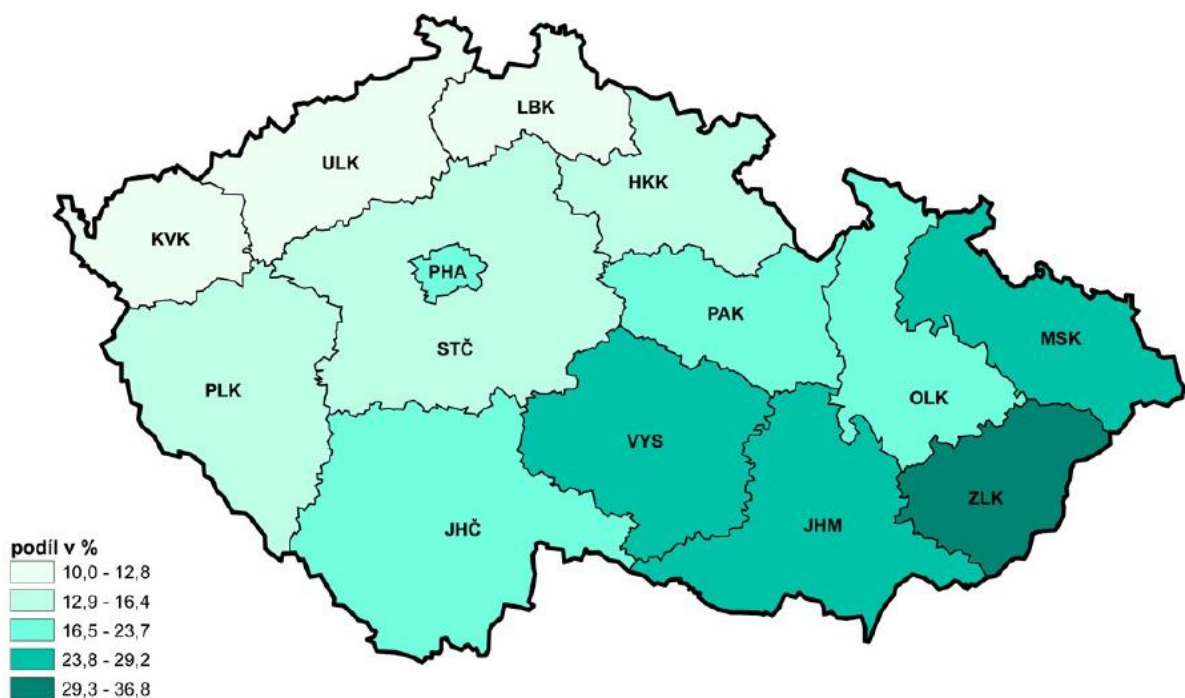 LBK
ULK
HKK
KVK
PHA
PAK
STČ
MSK
PLK
OLK
VYS
ZLK
JHČ
JHM
podíl v %
10,0 - 12,8
12,9 - 16,4
16,5 - 23,7
23,8 - 29,2
29,3 - 36,8